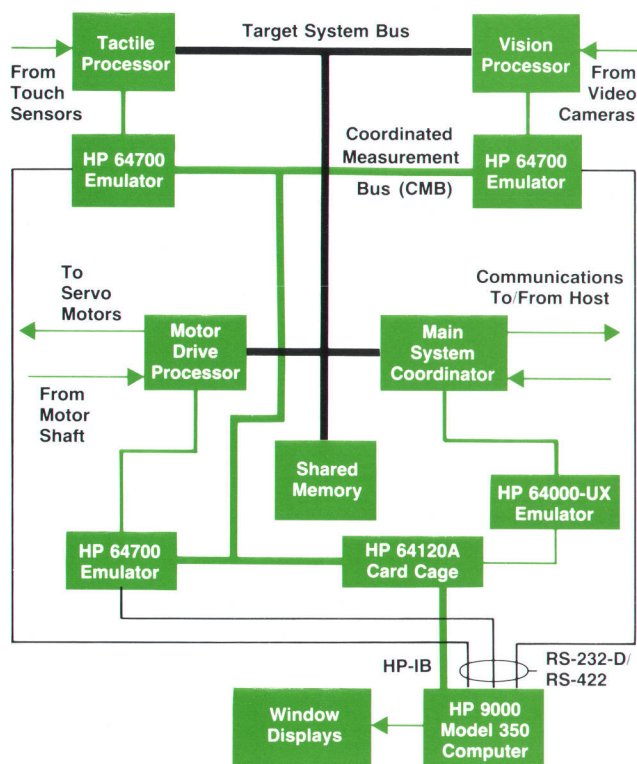 Target System Bus
Tactile
Processor
Vision
Processor
From
Touch
Sensors
From
Video
Cameras
HP 64700
Emulator
Coordinated
Measurement
Bus (CMB)
HP 64700
Emulator
To
Servo
Motors
Communications
To/From Host
Motor
Drive
Processor
Main
System
Coordinator
From
Motor
Shaft
Shared
Memory
HP 64000-UX
Emulator
HP 64700
Emulator
HP 64120A
Card Cage
HP-IB
RS-232-D/
RS-422
Window
Displays
HP 9000
Model 350
Computer